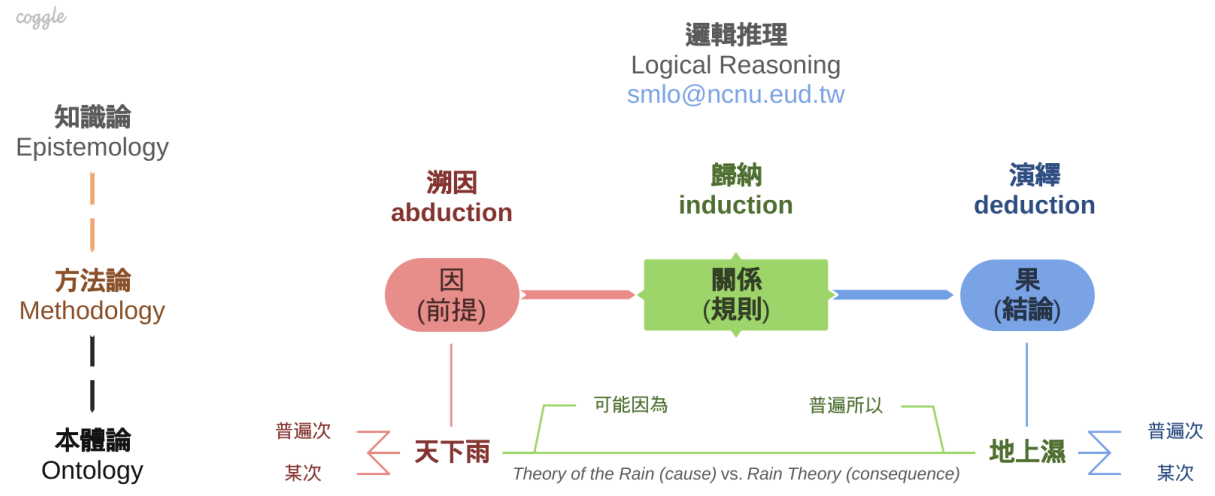 coggle
邏輯推理
Logical Reasoning
smlo@ncnu.eud.tw
知識論
Epistemology
溯因
abduction
歸納
induction
演繹
deduction
方法論
Methodology
因
(前提)
關係
(規則)
果
(結論)
可能因為
普遍所以
本體論
Ontology
普遍次
某次
天下雨
地上濕
普遍次
某次
Theory of the Rain (cause) vs. Rain Theory (consequence)